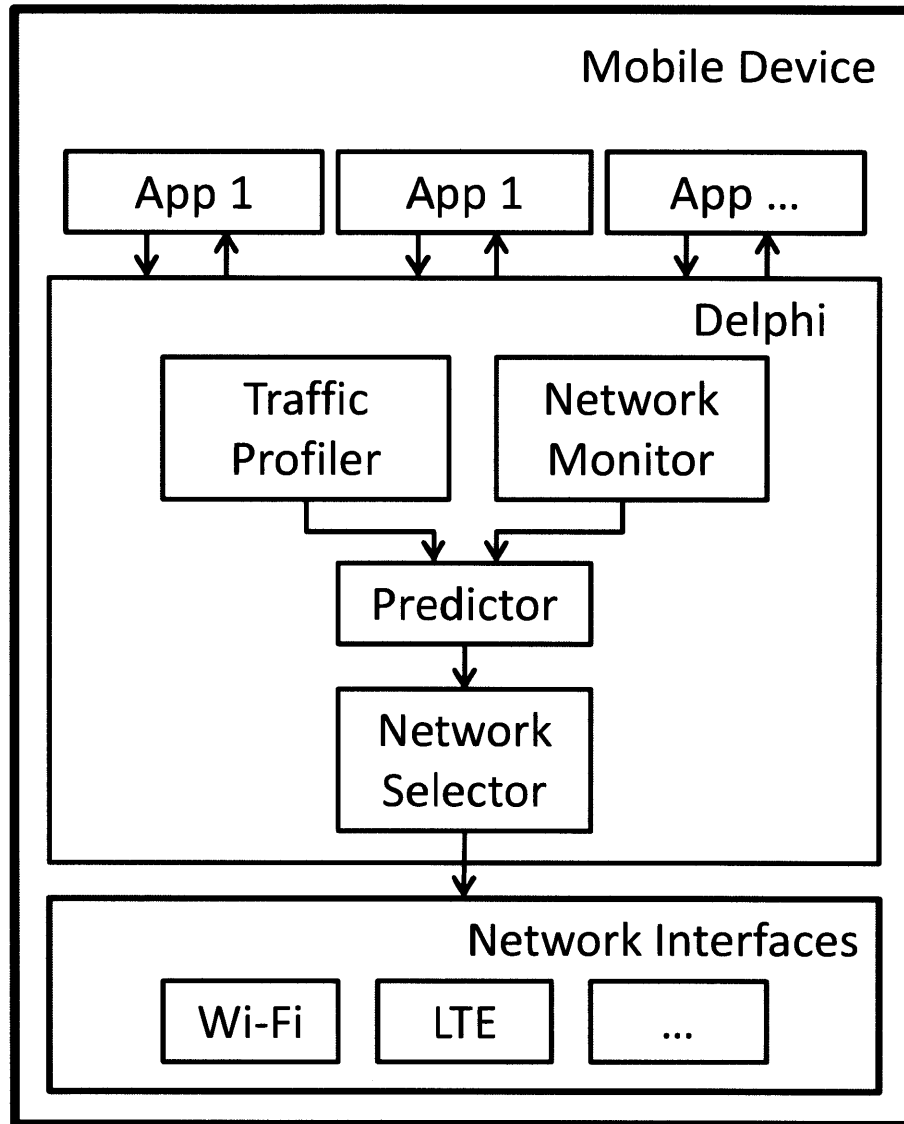 Mobile Device
App 1
App 1
App ...
Delphi
Traffic
Profiler
Network
Monitor
Predictor
Network
Selector
Network Interfaces
Wi-Fi
LTE
...